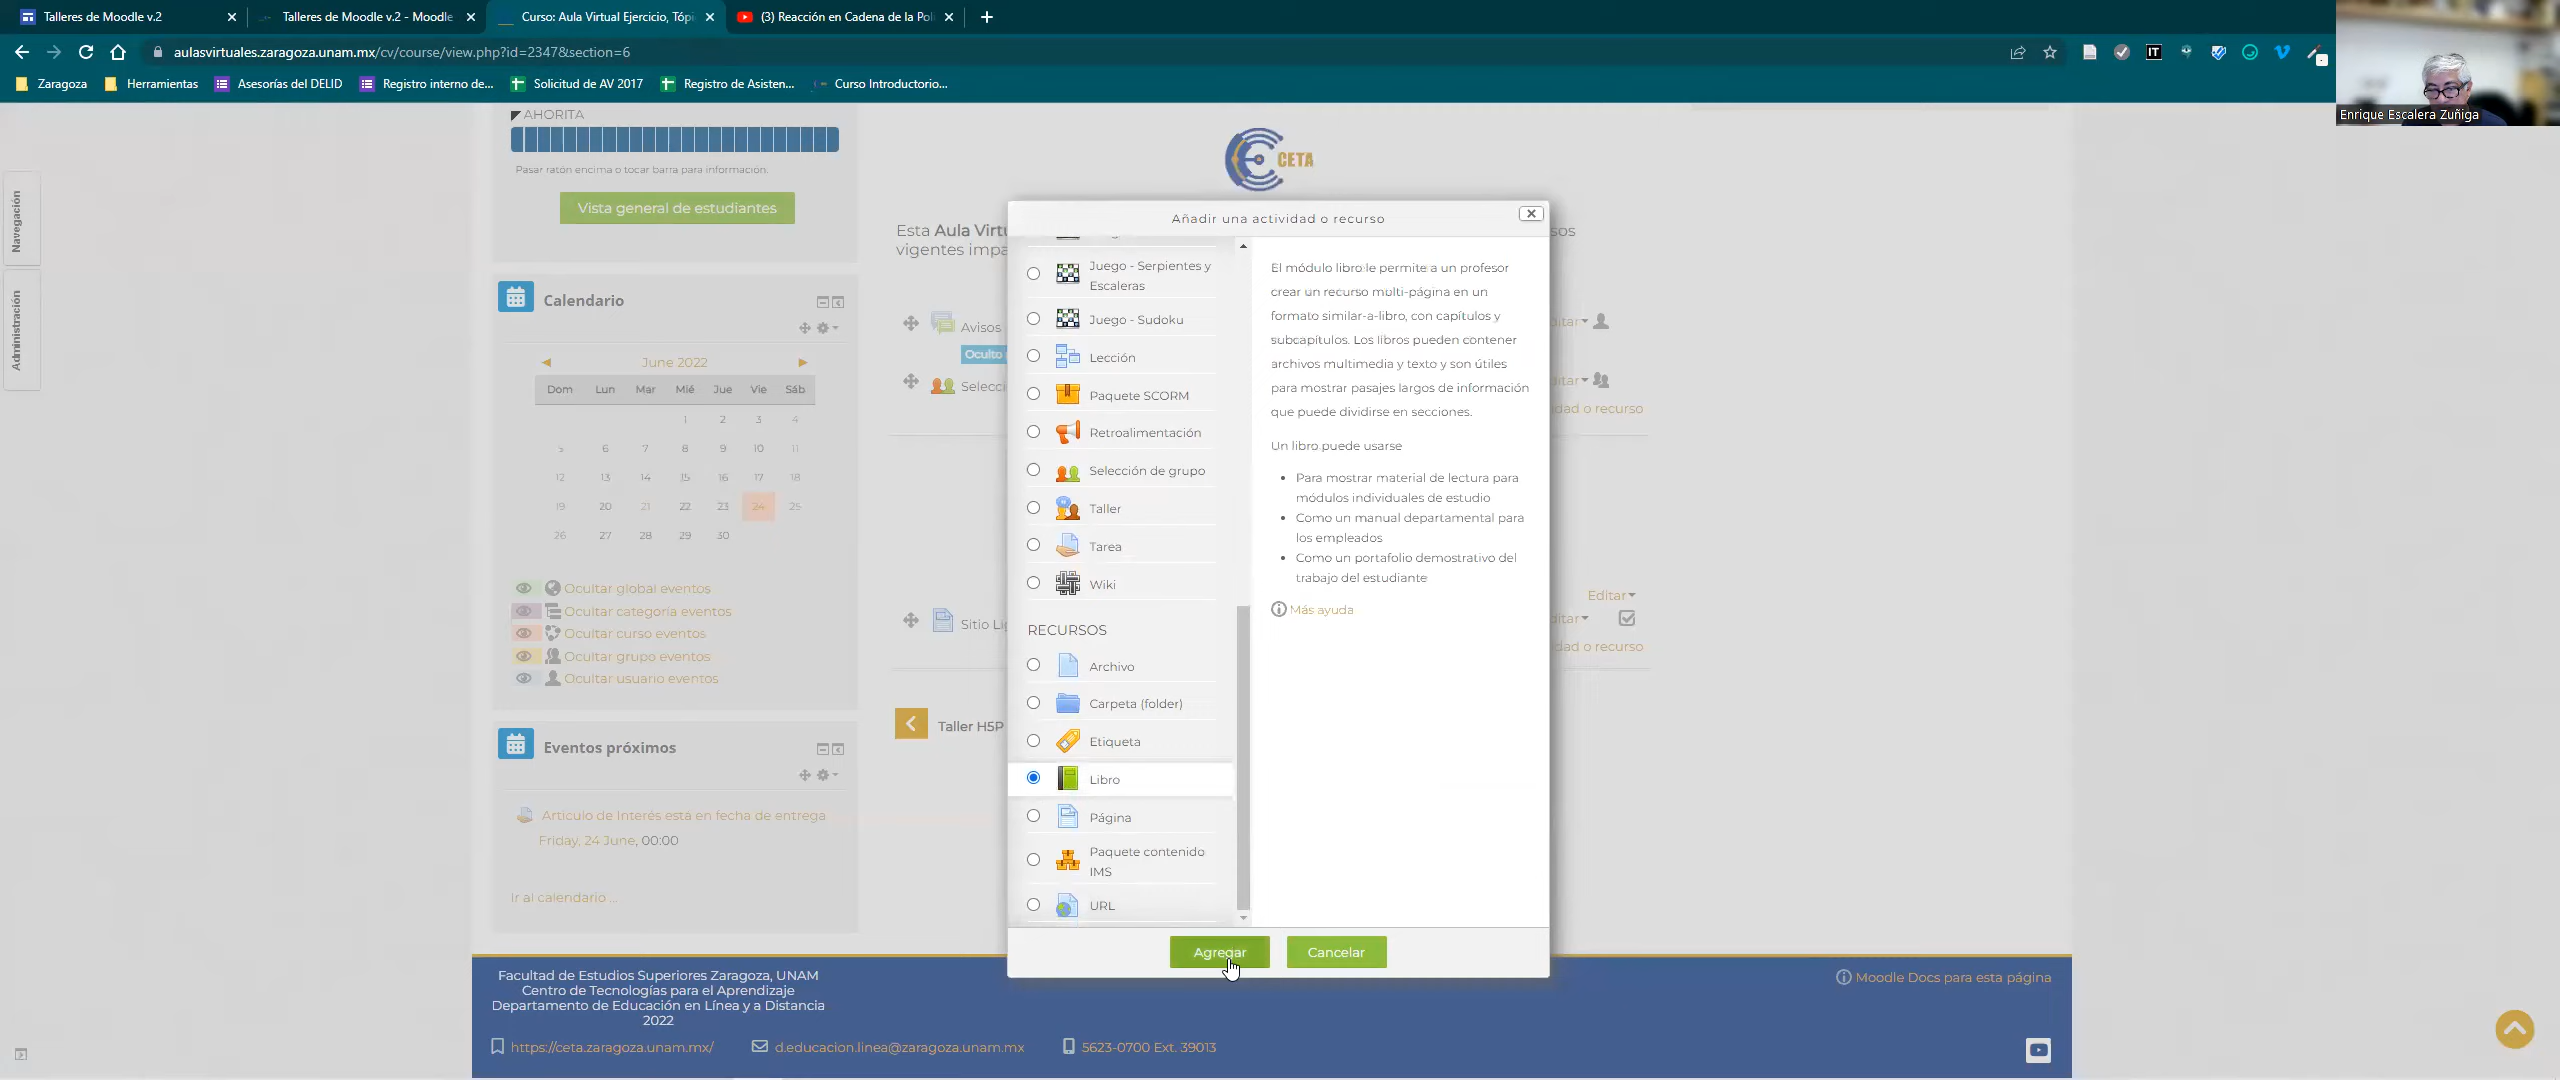 Talleres de Moodle v.2
Talleres de Moodle v.2 - Moodle
Curso: Aula Virtual Ejercicio, Tópi
(3) Reacción en Cadena de la Pol
aulasvirtuales.zaragoza.unam.mx/cv/course/view.php?id=2347&section=6
Zaragoza
Herramientas
Asesorías del DELID
Registro interno de...
Solicitud de AV 2017
Registro de Asisten...
Curso Introductorio...
Enrique Escalera Zuñiga
Navegación
Administración
AHORITA
Pasar ratón encima o tocar barra para información.
Vista general de estudiantes
Calendario
June 2022
Dom Lun Mar Mié Jue Vie Sáb
1 2 3 4
5 6 7 8 9 10 11
12 13 14 15 16 17 18
19 20 21 22 23 24 25
26 27 28 29 30
Ocultar global eventos
Ocultar categoría eventos
Ocultar curso eventos
Ocultar grupo eventos
Ocultar usuario eventos
Eventos próximos
Artículo de Interés está en fecha de entrega
Friday, 24 June, 00:00
Ir al calendario ...
CETA
Esta Aula Virtu
vigentes impa
sos
Avisos
Oculto
Selecci
Sitio Li
Taller H5P
itar
itar
dad o recurso
Editar
itar
dad o recurso
Añadir una actividad o recurso
Juego - Serpientes y
Escaleras
Juego - Sudoku
Lección
Paquete SCORM
Retroalimentación
Selección de grupo
Taller
Tarea
Wiki
RECURSOS
Archivo
Carpeta (folder)
Etiqueta
Libro
Página
Paquete contenido
IMS
URL
El módulo libro le permite a un profesor
crear un recurso multi-página en un
formato similar-a-libro, con capítulos y
subcapítulos. Los libros pueden contener
archivos multimedia y texto y son útiles
para mostrar pasajes largos de información
que puede dividirse en secciones.
Un libro puede usarse
Para mostrar material de lectura para
módulos individuales de estudio
Como un manual departamental para
los empleados
Como un portafolio demostrativo del
trabajo del estudiante
Más ayuda
Agregar
Cancelar
Facultad de Estudios Superiores Zaragoza, UNAM
Centro de Tecnologías para el Aprendizaje
Departamento de Educación en Línea y a Distancia
2022
https://ceta.zaragoza.unam.mx/
d.educacion.linea@zaragoza.unam.mx
5623-0700 Ext. 39013
Moodle Docs para esta página